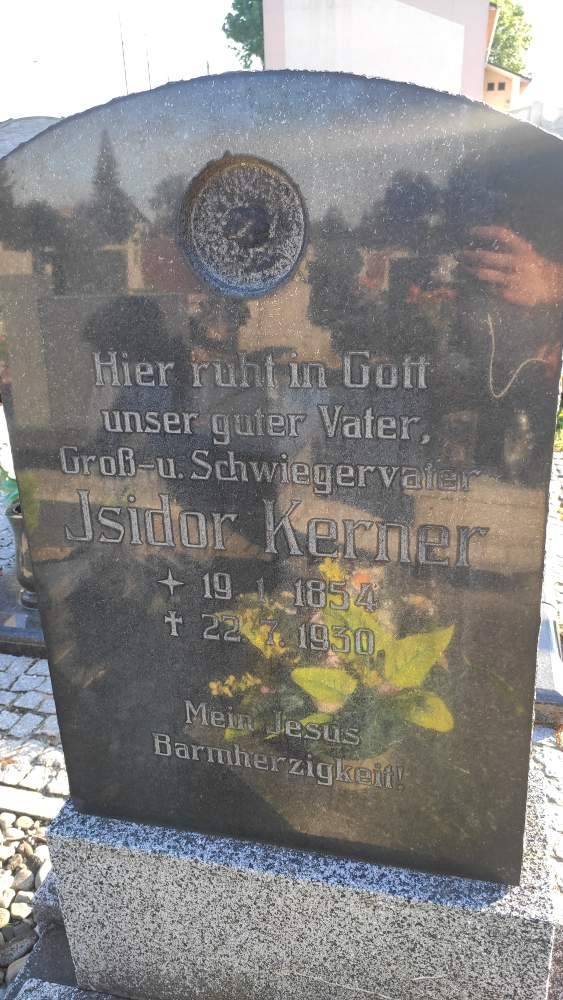 Hier ruht in Gott
unser guter Vater,
Groß-u. Schwiegervater
Jsidor Kerner
19. 1. 1854
† 22. 7. 1930
Mein Jesus
Barmherzigkeit!